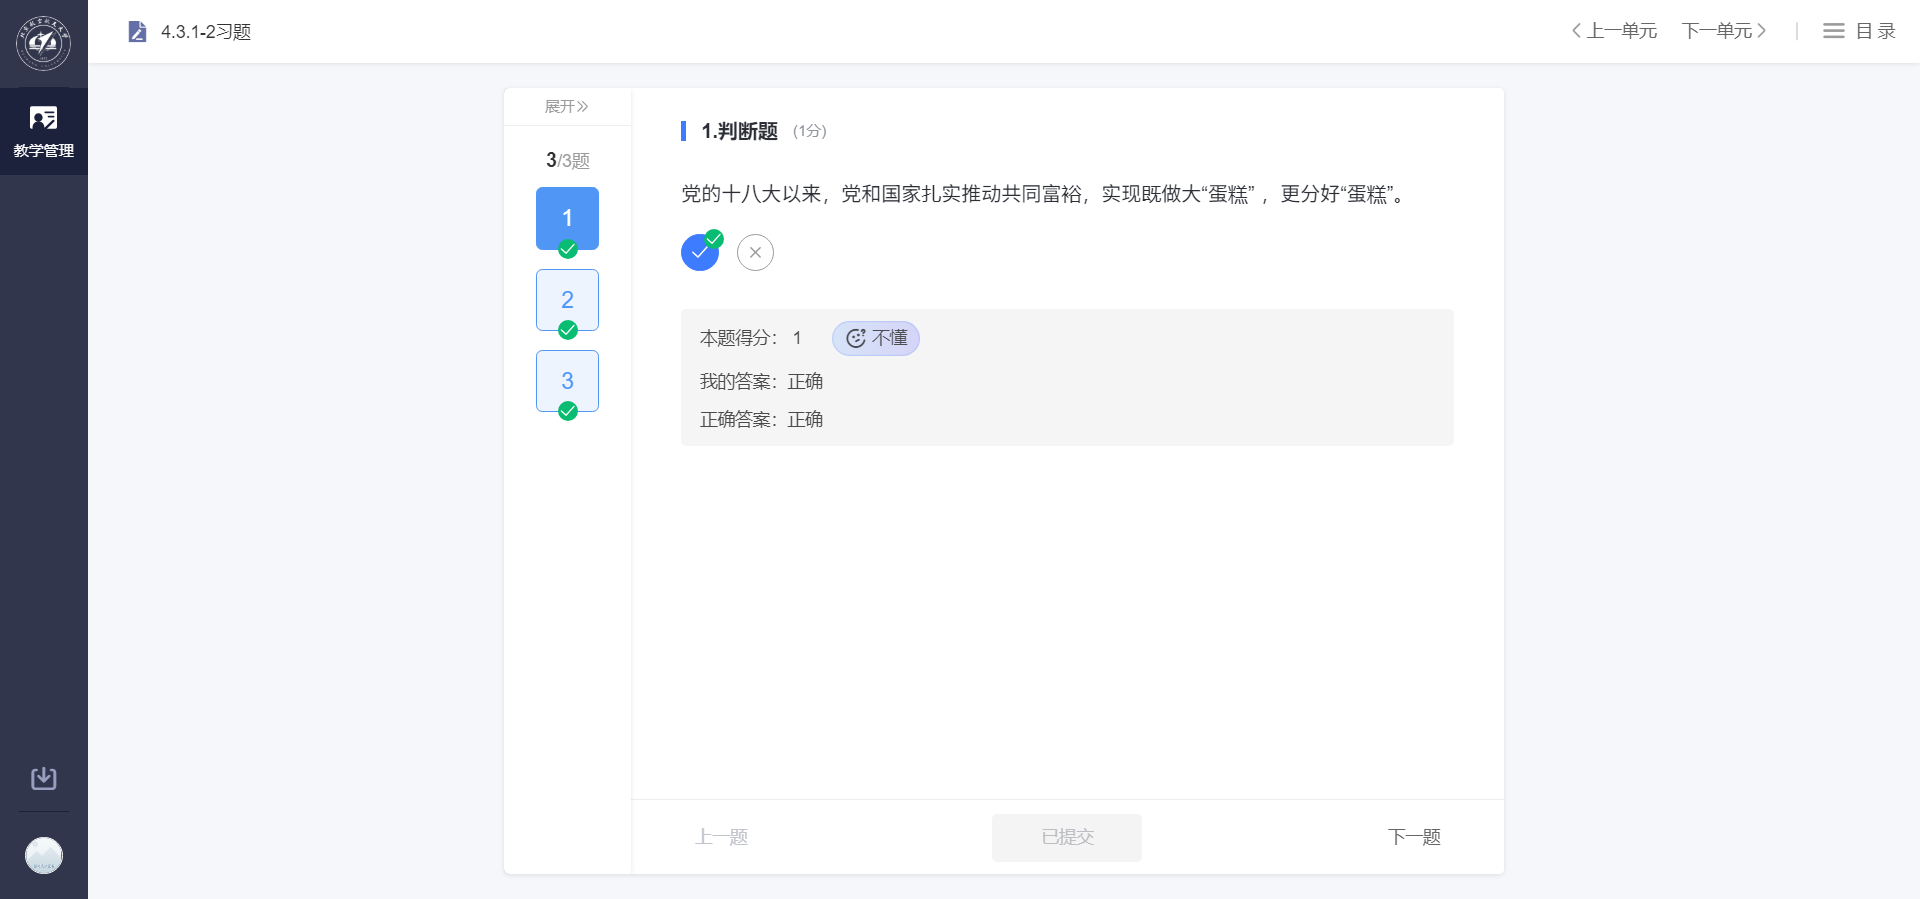 4.3.1-2习题
上一单元 下一单元 目录
教学管理
展开
3/3题
1
2
3
1.判断题 (1分)
党的十八大以来，党和国家扎实推动共同富裕，实现既做大“蛋糕” ，更分好“蛋糕”。
本题得分： 1 不懂
我的答案：正确
正确答案：正确
上一题 已提交 下一题